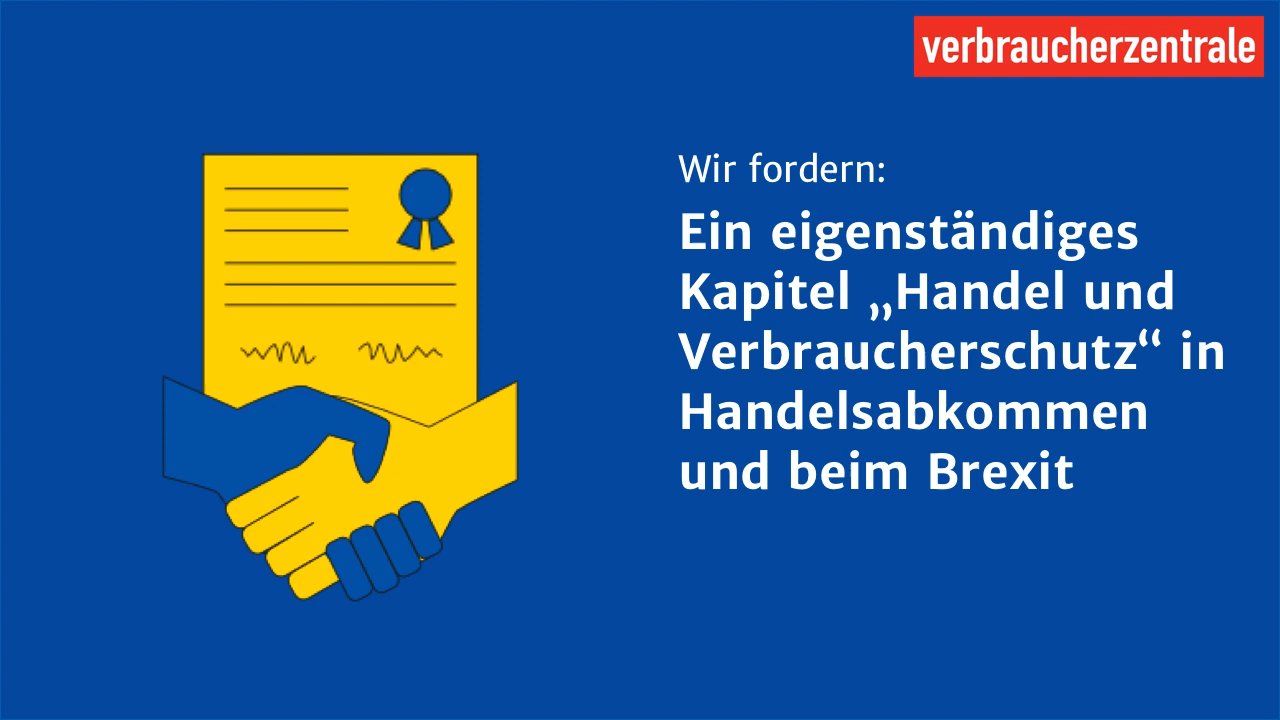 verbraucherzentrale
Wir fordern:
Ein eigenständiges
Kapitel „Handel und
Verbraucherschutz“ in
Handelsabkommen
und beim Brexit